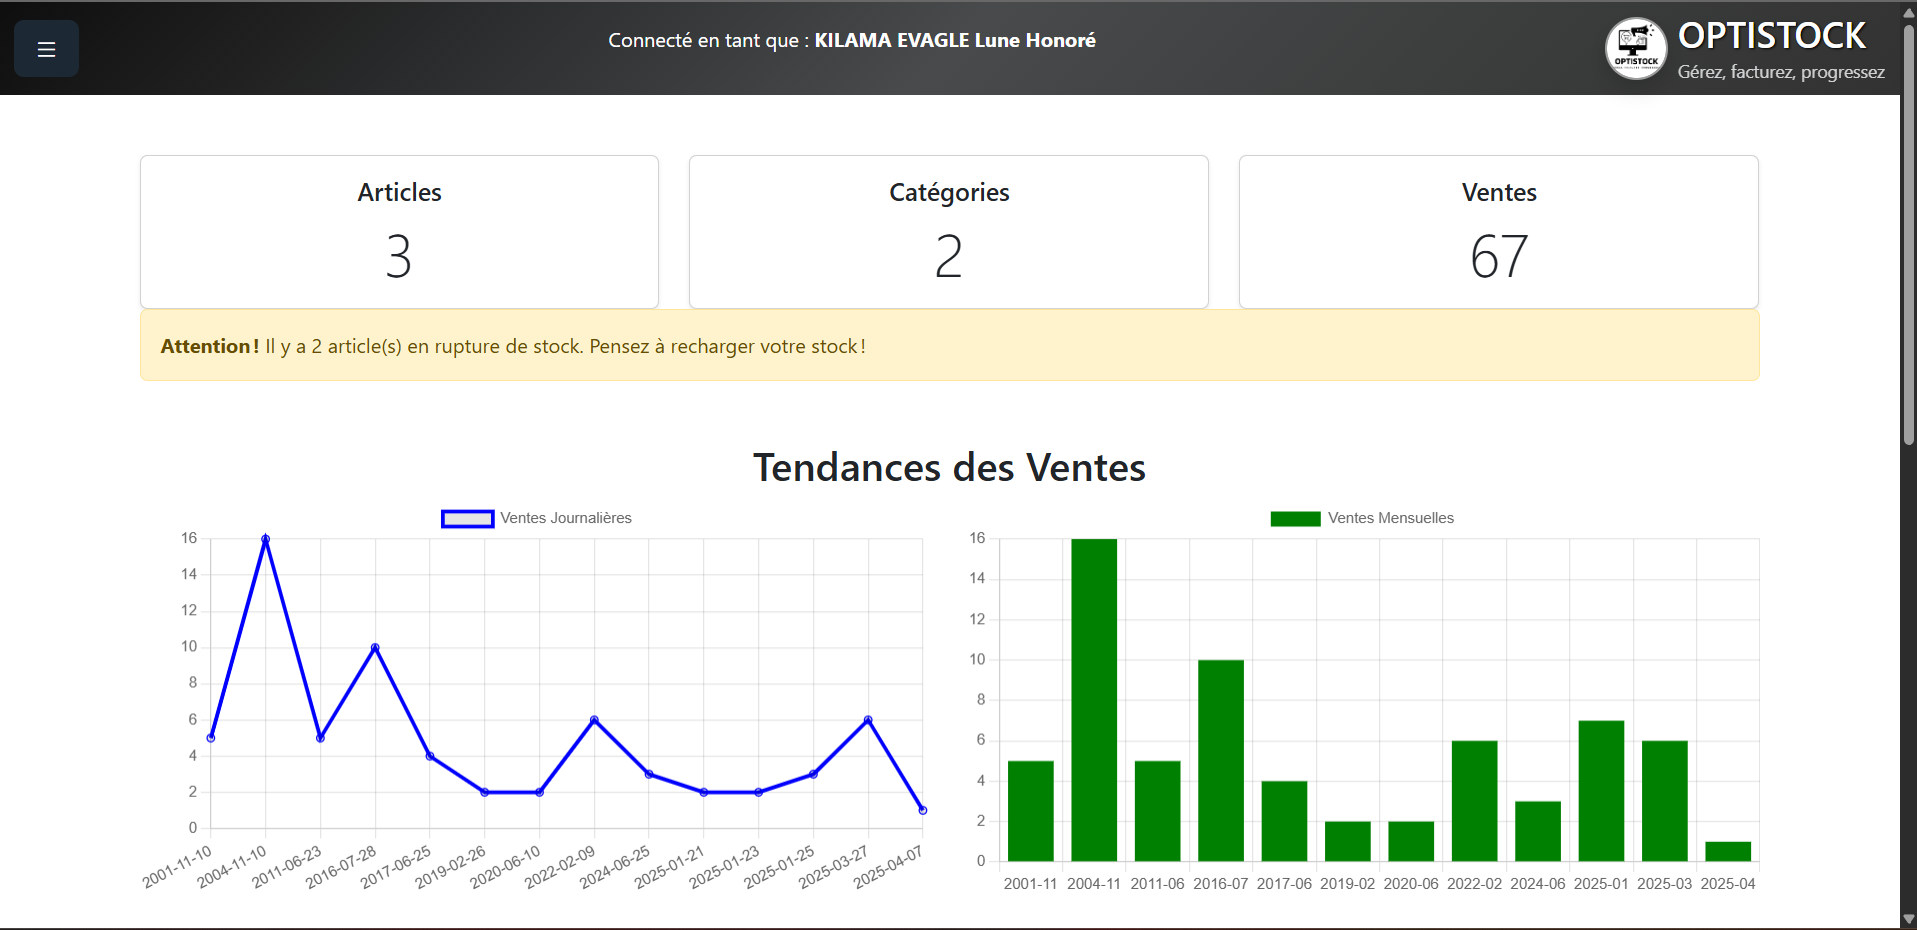 ☰
Connecté en tant que : KILAMA EVAGLE Lune Honoré
OPTISTOCK
OPTISTOCK
Gérez, facturez, progressez
Articles
3
Catégories
2
Ventes
67
Attention ! Il y a 2 article(s) en rupture de stock. Pensez à recharger votre stock !
Tendances des Ventes
Ventes Journalières
16
14
12
10
8
6
4
2
0
2001-11-10 2004-11-10 2011-06-23 2016-07-28 2017-06-25 2019-02-26 2020-06-10 2022-02-09 2024-06-25 2025-01-21 2025-01-23 2025-01-25 2025-03-27 2025-04-07
Ventes Mensuelles
16
14
12
10
8
6
4
2
0
2001-11 2004-11 2011-06 2016-07 2017-06 2019-02 2020-06 2022-02 2024-06 2025-01 2025-03 2025-04